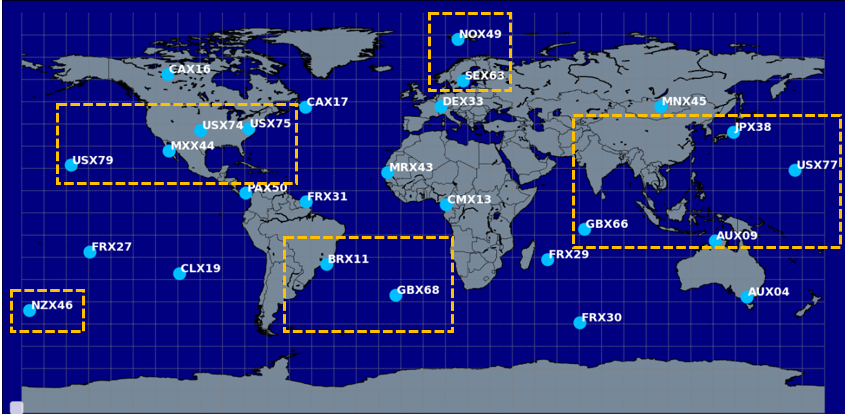 NOX49
CAX16
SEX63
CAX17
DEX33
MNX45
USX74
USX75
JPX38
MXX44
USX79
MRX43
USX77
PAX50
FRX31
CMX13
GBX66
AUX09
FRX27
BRX11
FRX29
CLX19
GBX68
AUX04
NZX46
FRX30